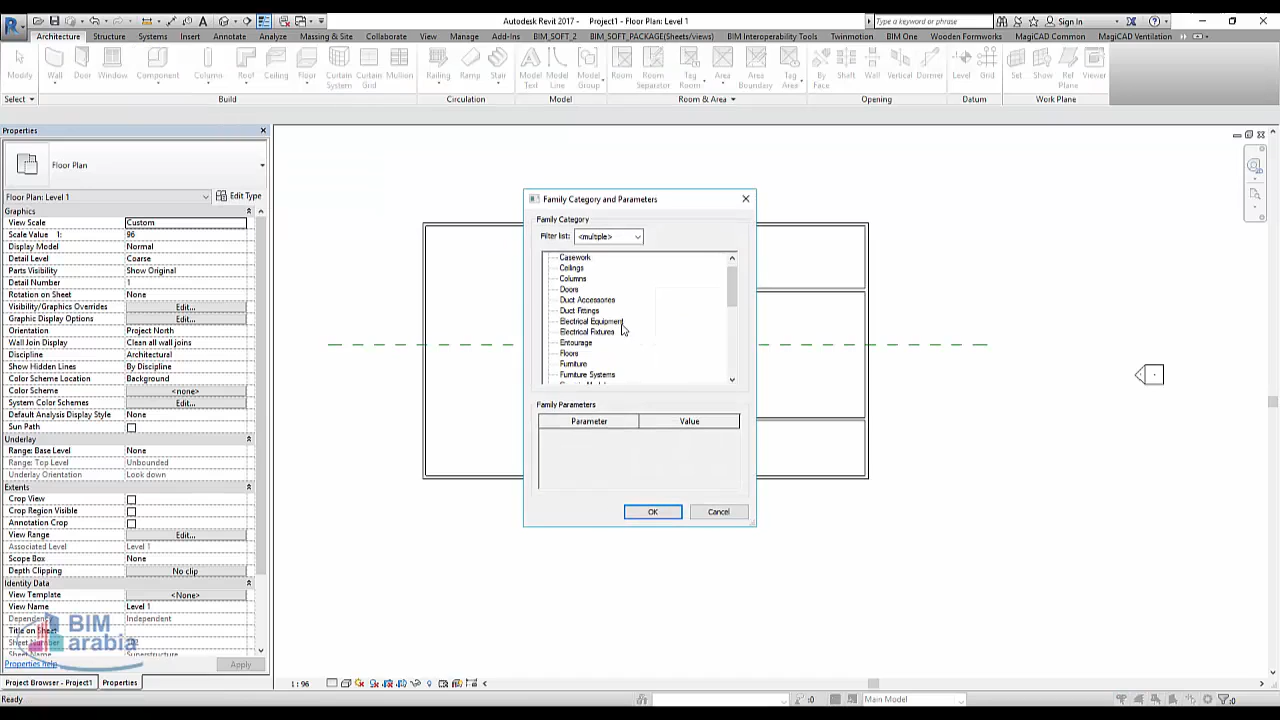 Autodesk Revit 2017 - Project1 - Floor Plan: Level 1
Type a keyword or phrase
Sign In
Architecture Structure Systems Insert Annotate Analyze Massing & Site Collaborate View Manage Add-Ins BIM_SOFT_2 BIM_SOFT_PACKAGE(Sheets/views) BIM Interoperability Tools Twinmotion BIM One Wooden Formworks MagiCAD Common MagiCAD Ventilation
Modify Wall Door Window Component Column Roof Ceiling Floor Curtain System Curtain Grid Mullion Railing Ramp Stair Model Text Model Line Model Group Room Room Separator Tag Room Area Area Boundary Tag Area By Face Shaft Wall Vertical Dormer Level Grid Set Show Ref Plane Viewer
Select Build Circulation Model Room & Area Opening Datum Work Plane
Properties
Floor Plan
Floor Plan: Level 1 Edit Type
Graphics
View Scale Custom
Scale Value 1: 96
Display Model Normal
Detail Level Coarse
Parts Visibility Show Original
Detail Number 1
Rotation on Sheet None
Visibility/Graphics Overrides Edit...
Graphic Display Options Edit...
Orientation Project North
Wall Join Display Clean all wall joins
Discipline Architectural
Show Hidden Lines By Discipline
Color Scheme Location Background
Color Scheme <none>
System Color Schemes Edit...
Default Analysis Display Style None
Sun Path
Underlay
Range: Base Level None
Range: Top Level Unbounded
Underlay Orientation Look down
Extents
Crop View
Crop Region Visible
Annotation Crop
View Range Edit...
Associated Level Level 1
Scope Box None
Depth Clipping No clip
Identity Data
View Template <None>
View Name Level 1
Dependency Independent
Title on Sheet
Sheet Number
Sheet Name Superstructure
BIM
arabia
Properties help Apply
Project Browser - Project1 Properties
1 : 96
Ready
:0
Main Model
:0
Family Category and Parameters
Family Category
Filter list: <multiple>
Casework
Ceilings
Columns
Doors
Duct Accessories
Duct Fittings
Electrical Equipment
Electrical Fixtures
Entourage
Floors
Furniture
Furniture Systems
Family Parameters
Parameter Value
OK Cancel